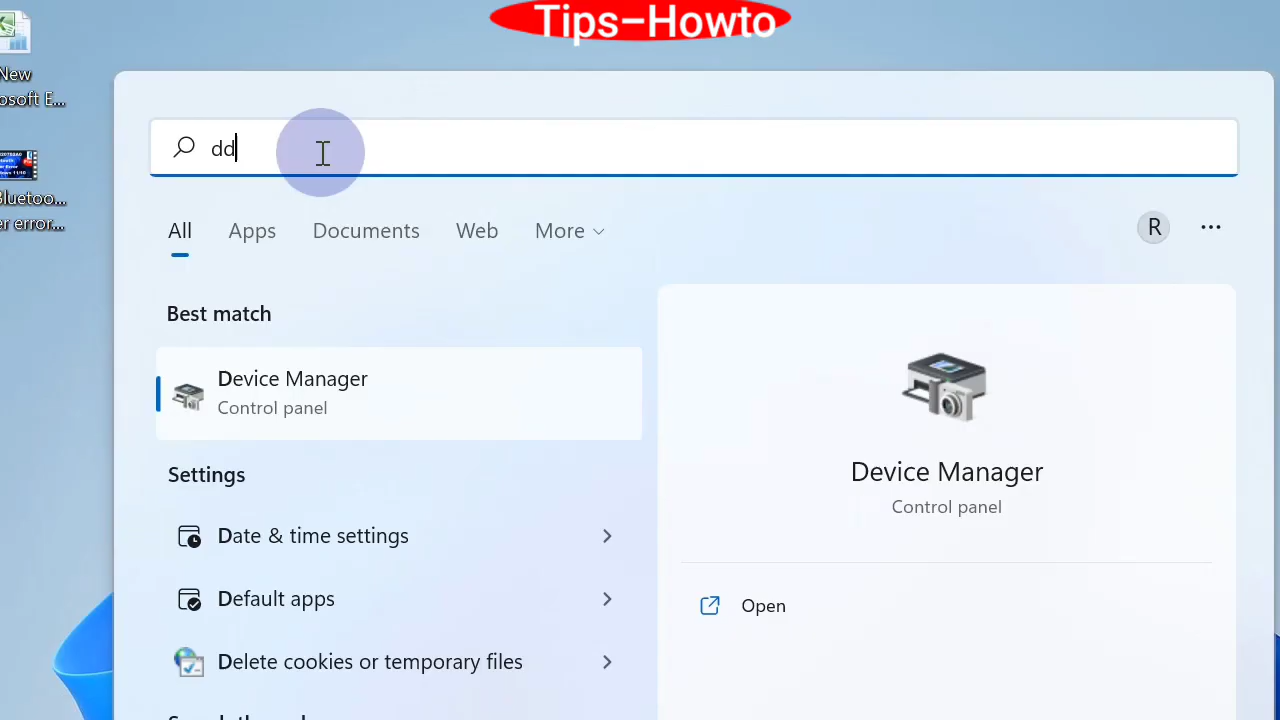 Tips-Howto
New
osoft E...
Bluetoo...
er error...
dd
All
Apps
Documents
Web
More
R
Best match
Device Manager
Control panel
Settings
Date & time settings
Default apps
Delete cookies or temporary files
Device Manager
Control panel
Open